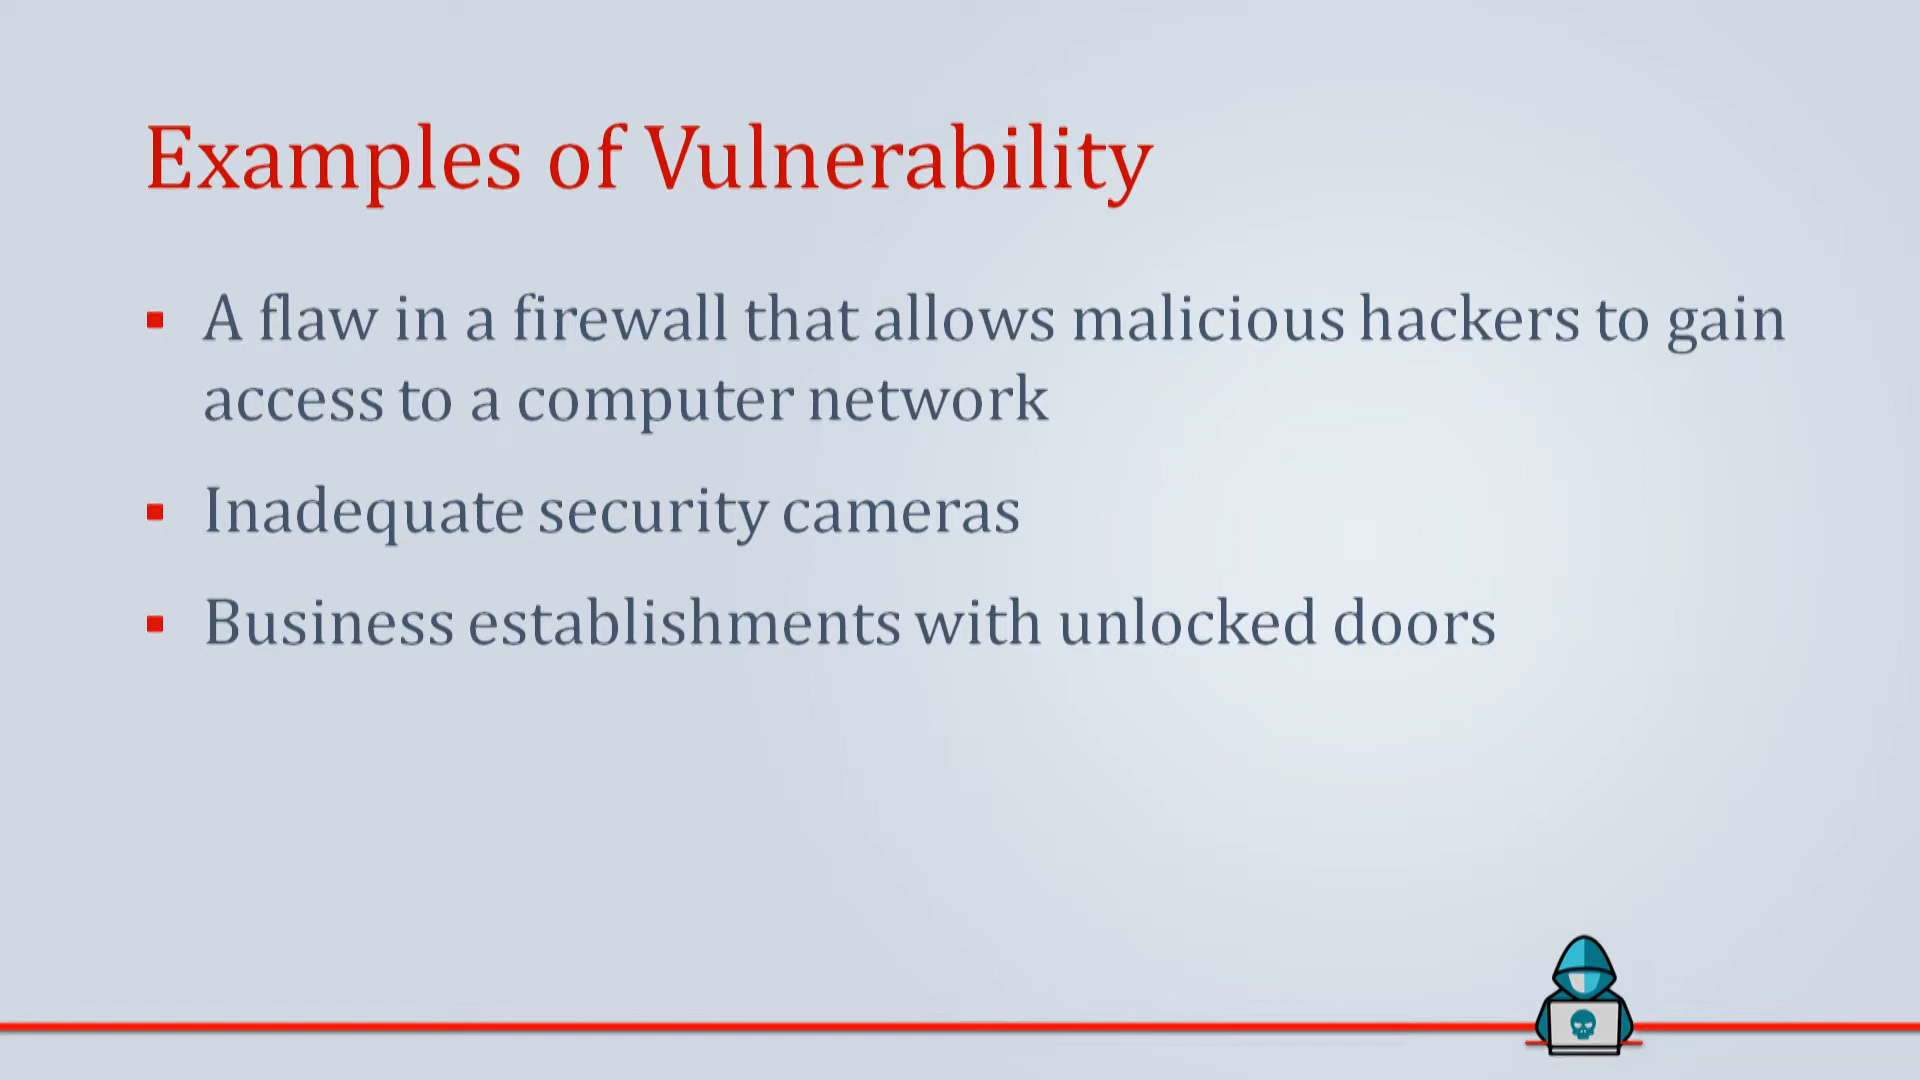 Examples of Vulnerability
▪ A flaw in a firewall that allows malicious hackers to gain
access to a computer network
▪ Inadequate security cameras
▪ Business establishments with unlocked doors